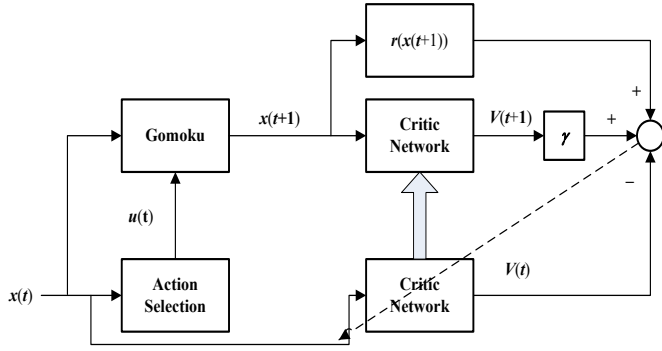 r(x(t+1))
+
Gomoku
x(t+1)
Critic
Network
V(t+1)
γ
+
−
u(t)
x(t)
Action
Selection
Critic
Network
V(t)